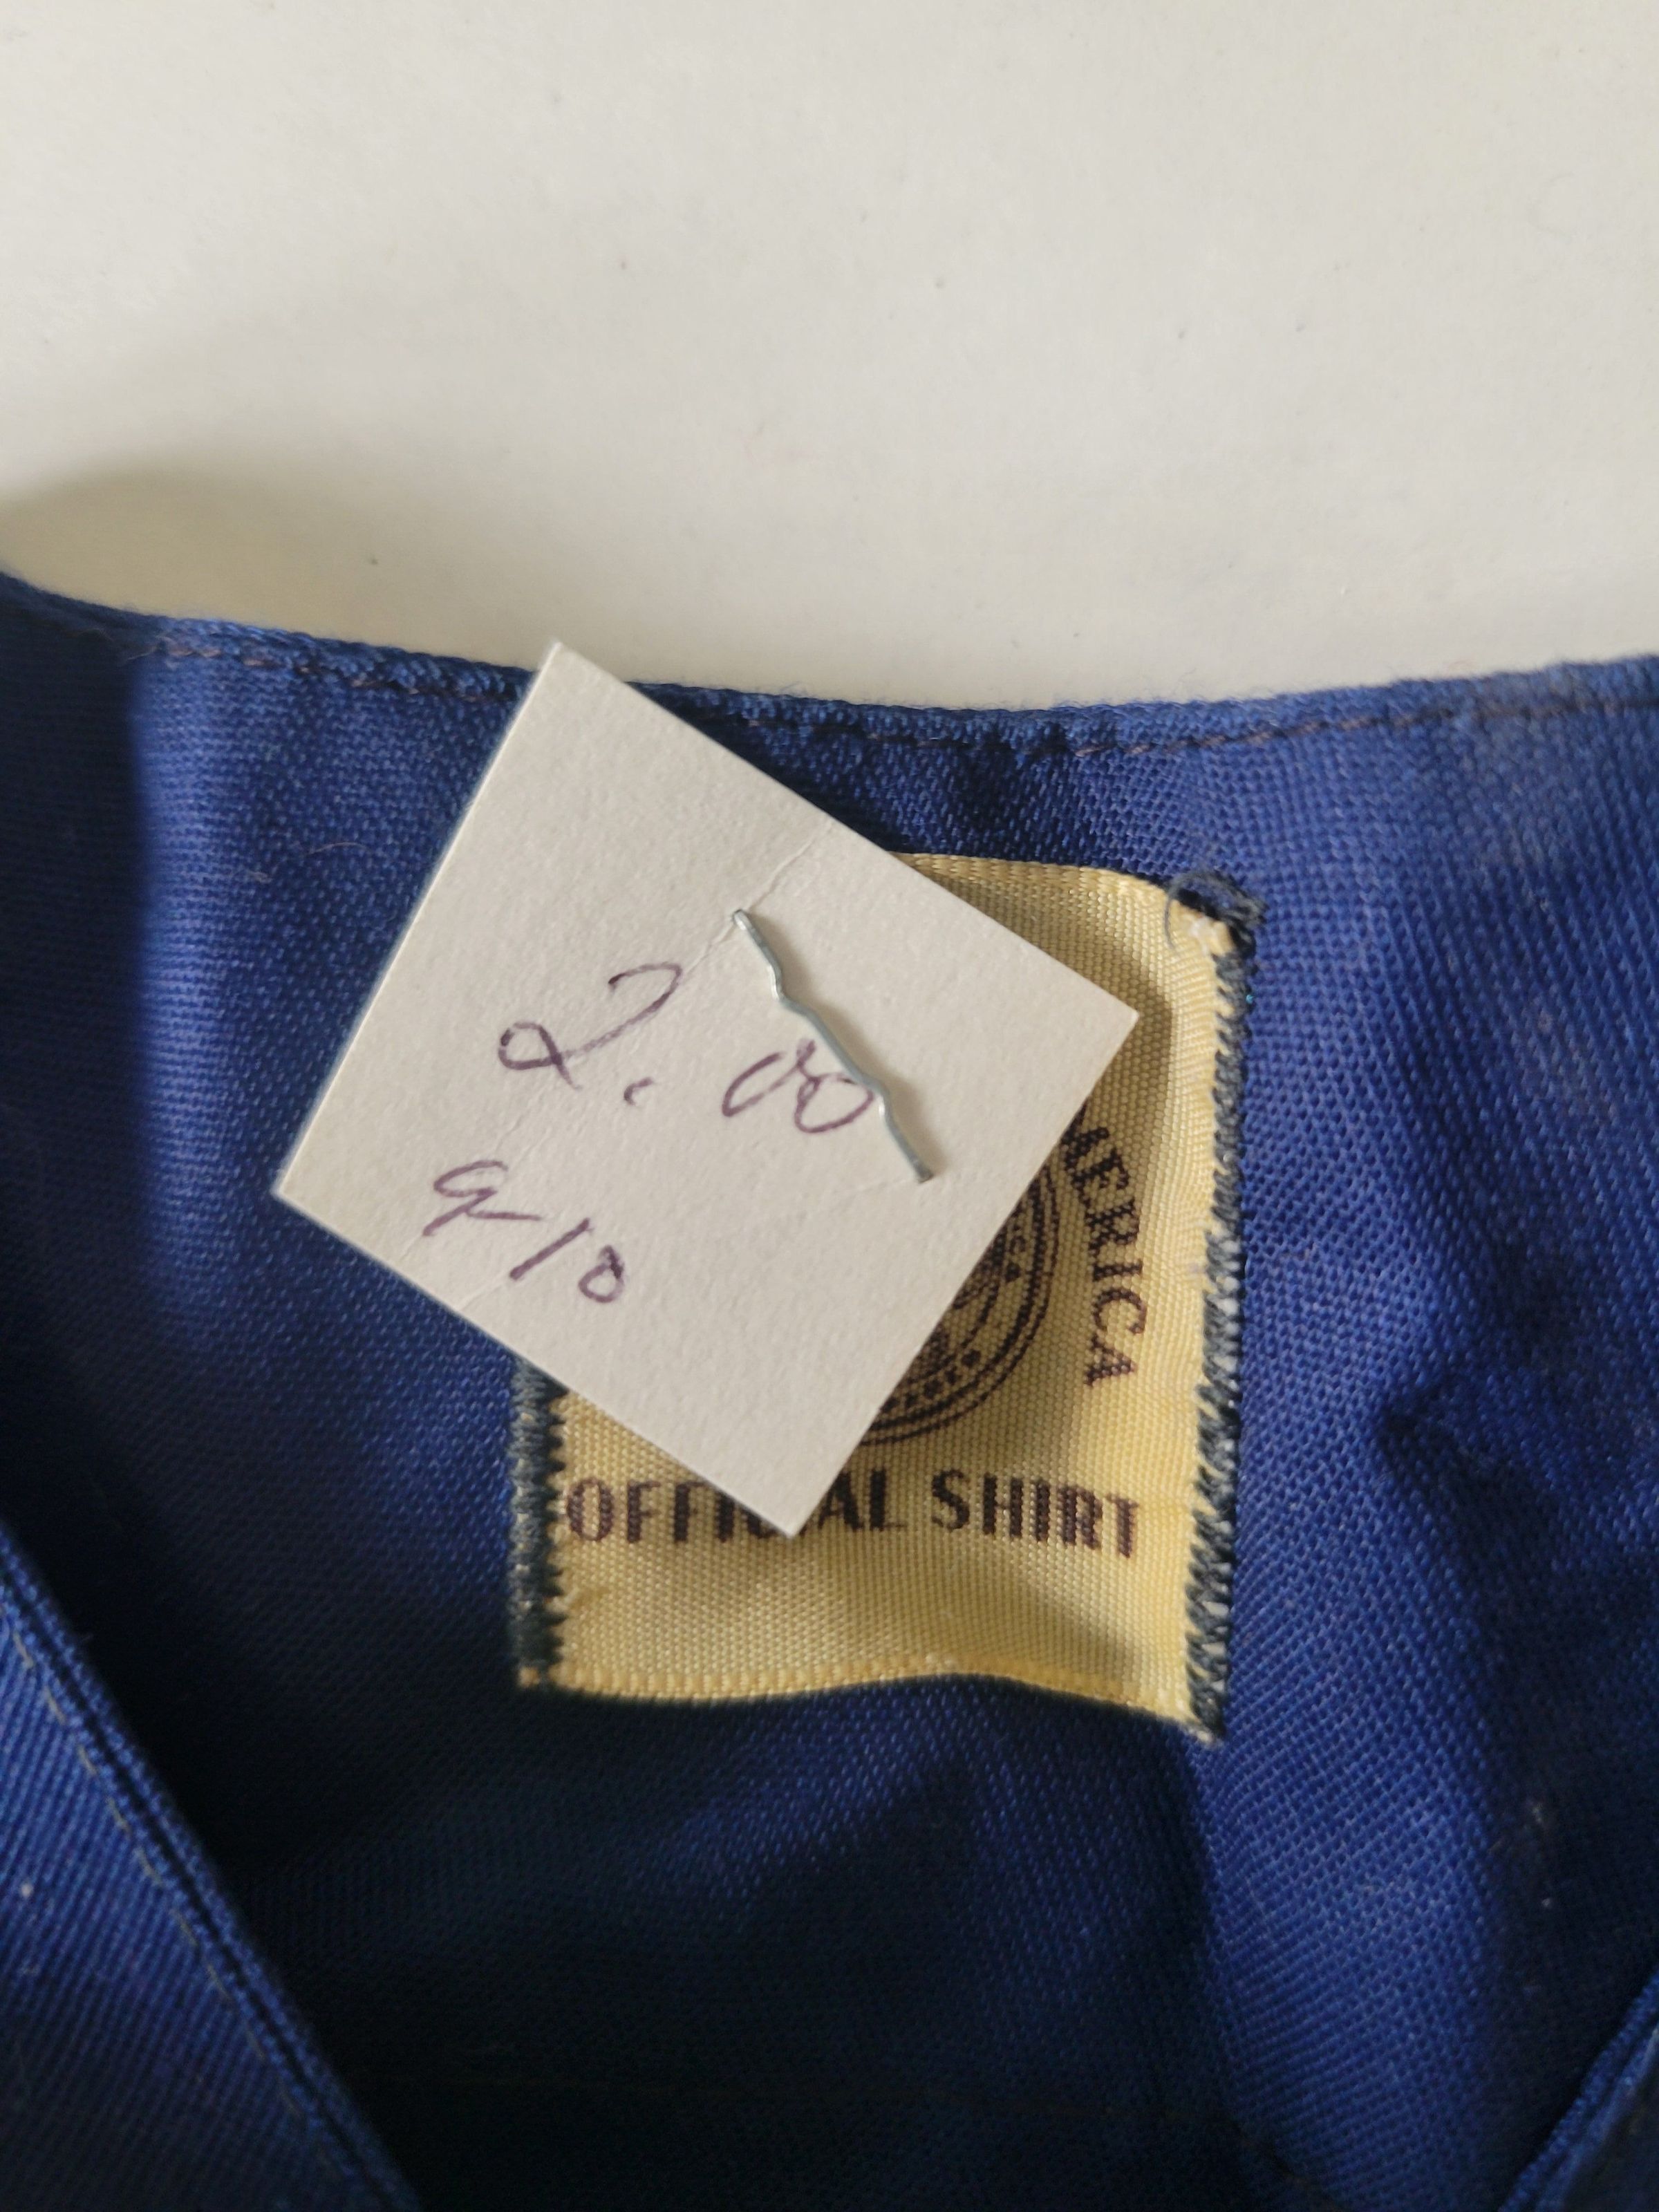 2.00
9-10
MERICA
OFFICIAL SHIRT